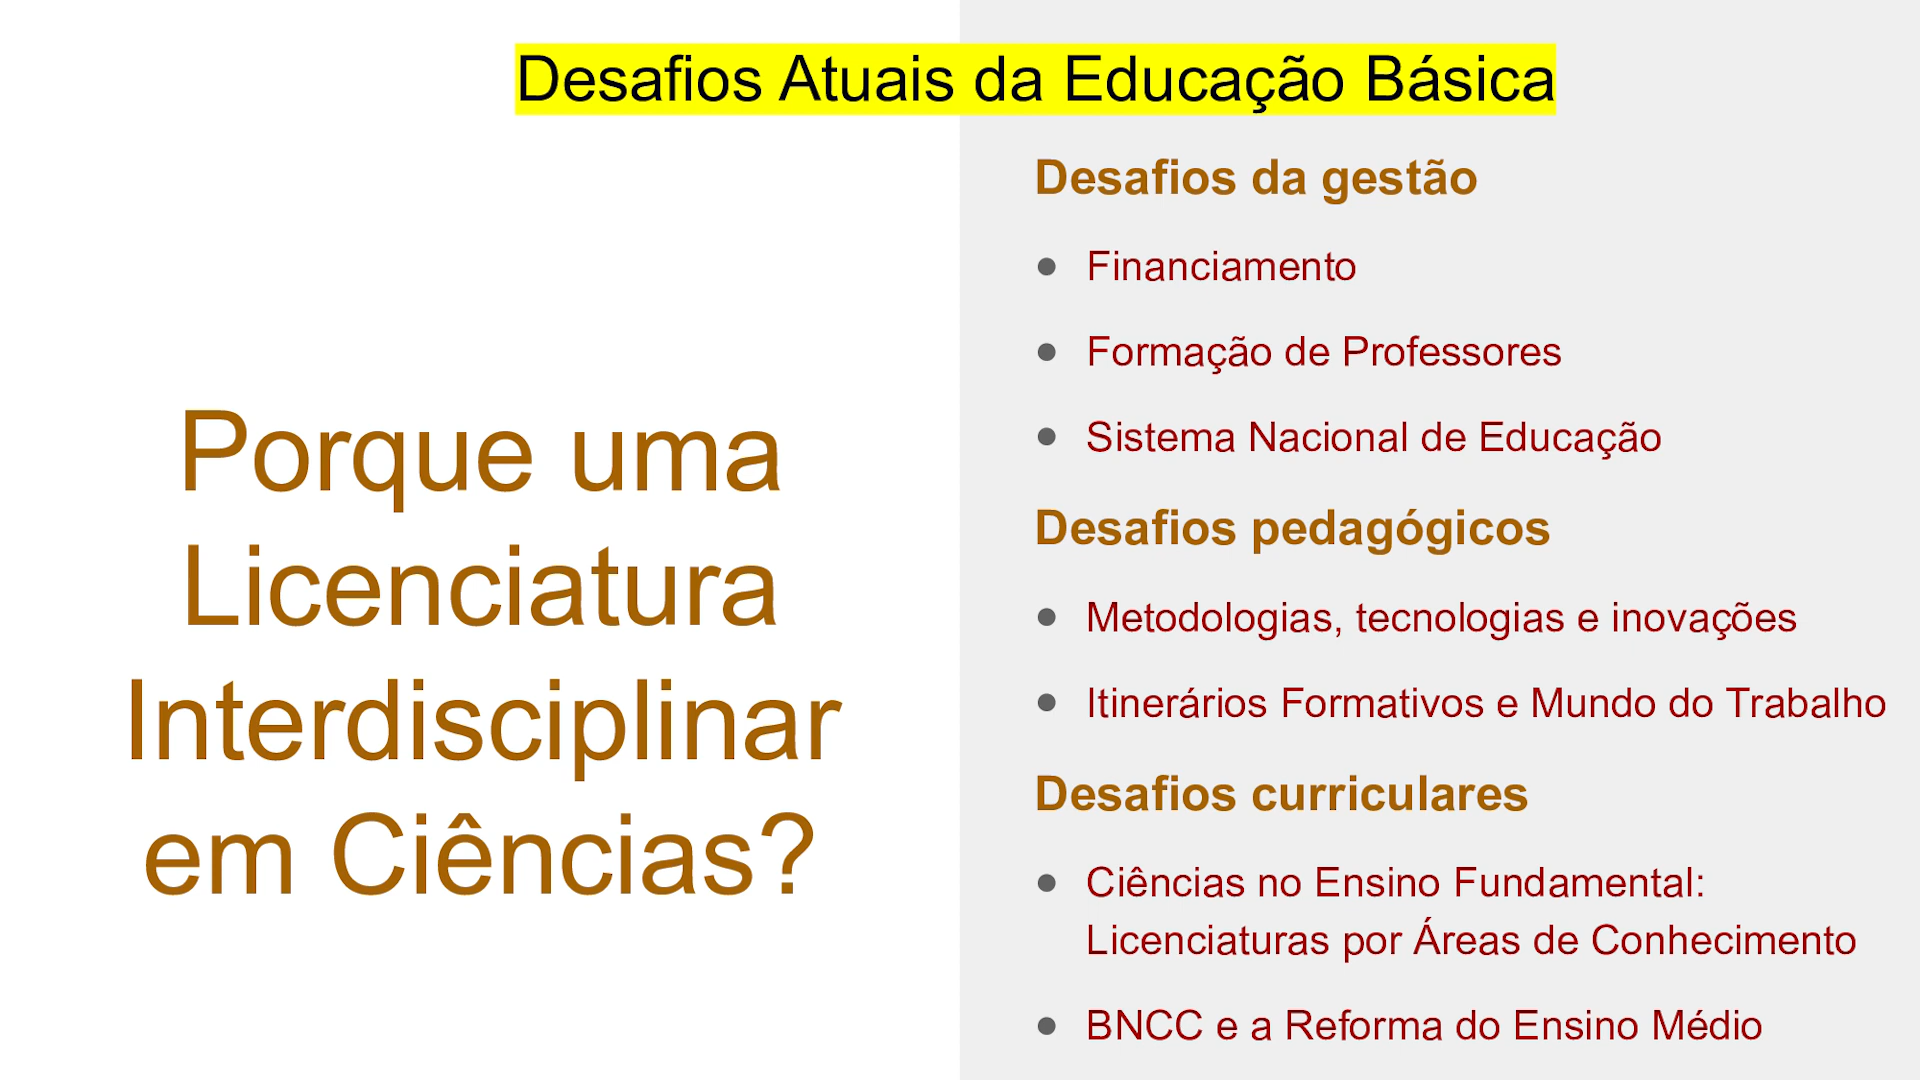 Desafios Atuais da Educação Básica
Porque uma
Licenciatura
Interdisciplinar
em Ciências?
Desafios da gestão
● Financiamento
● Formação de Professores
● Sistema Nacional de Educação
Desafios pedagógicos
● Metodologias, tecnologias e inovações
● Itinerários Formativos e Mundo do Trabalho
Desafios curriculares
● Ciências no Ensino Fundamental:
Licenciaturas por Áreas de Conhecimento
● BNCC e a Reforma do Ensino Médio